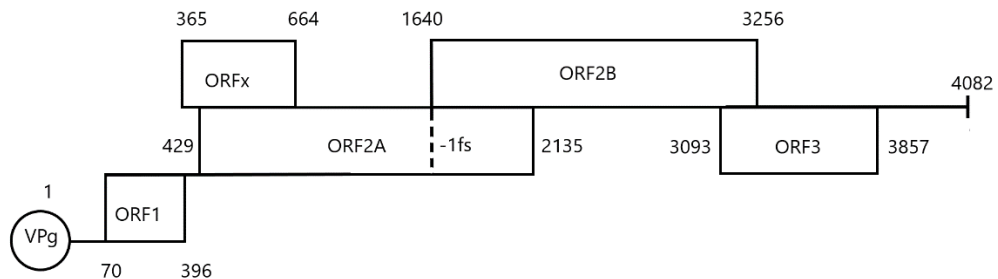 365 664 1640 3256
ORFx ORF2B 4082
429 ORF2A -1fs 2135 3093 ORF3 3857
1
VPg ORF1
70 396